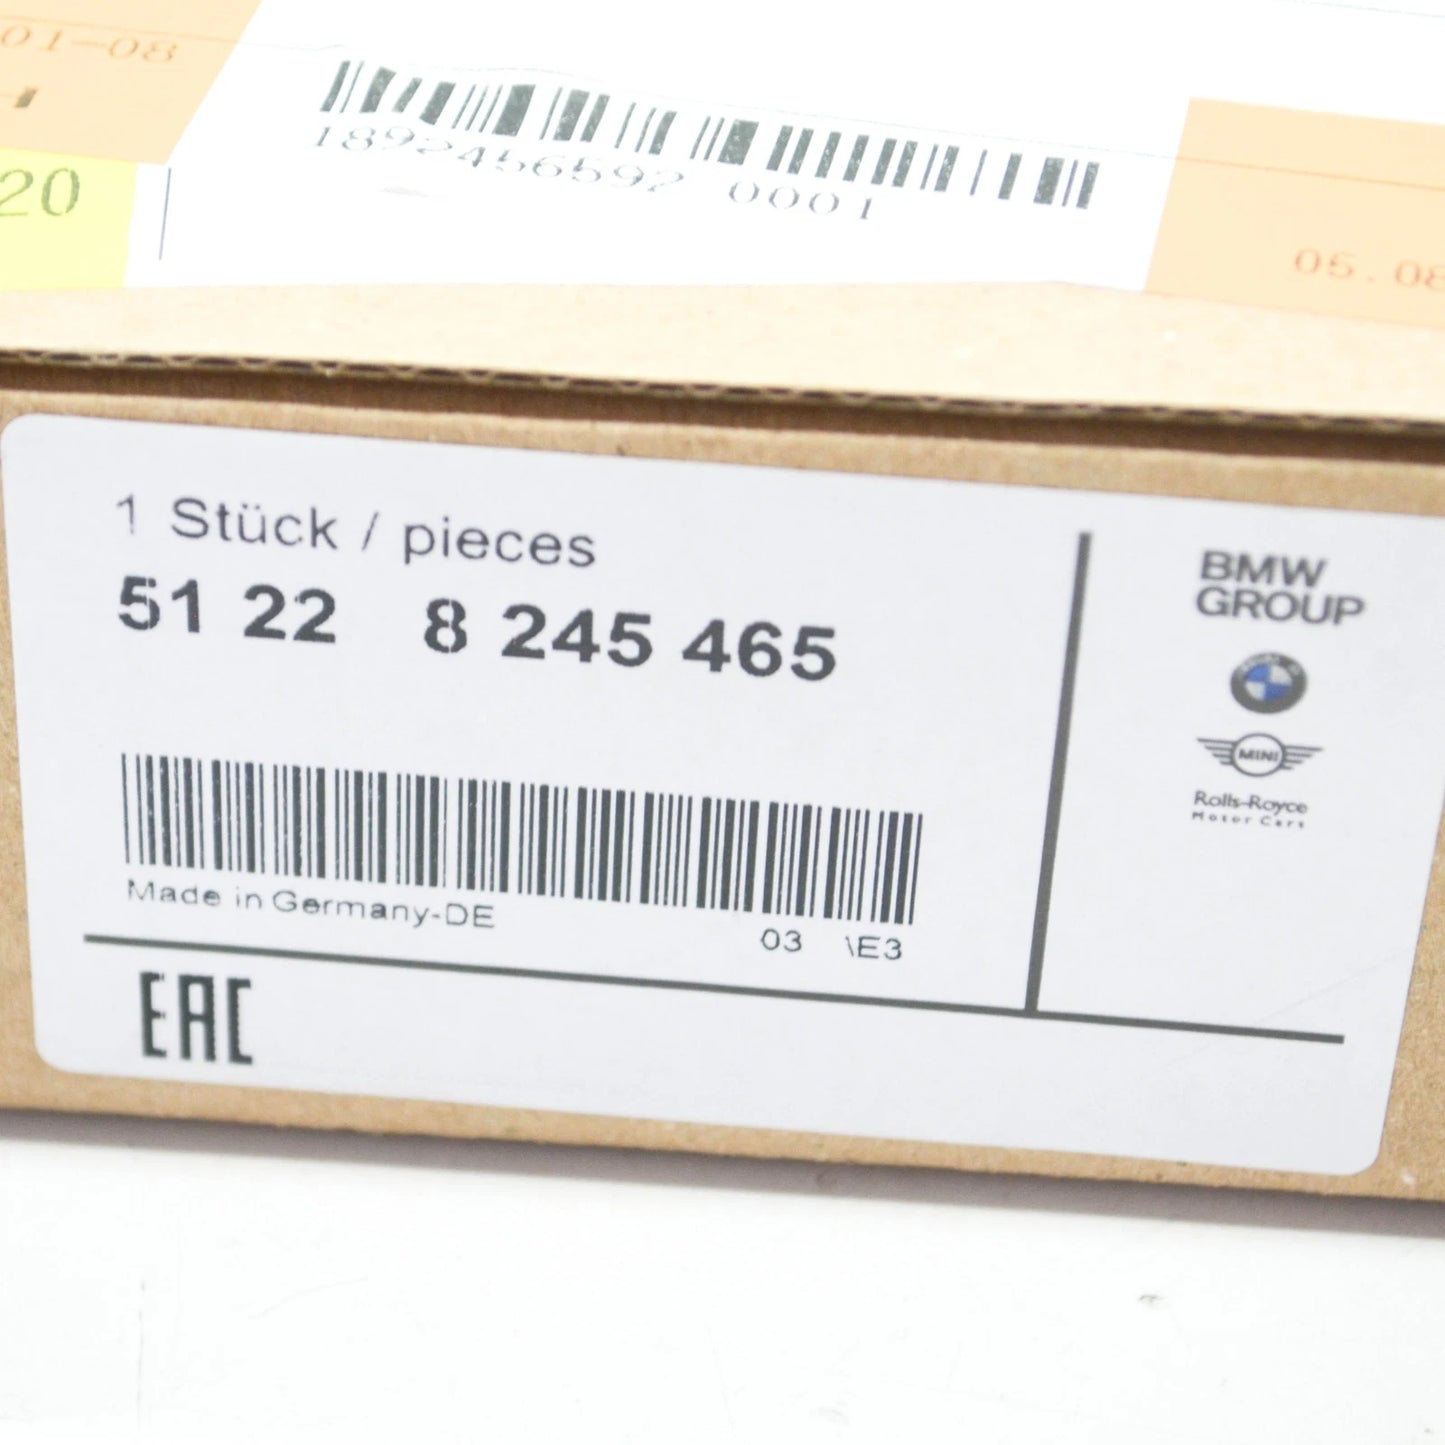 01-08
20
1892456592 0001
05.08
1 Stück / pieces
51 22 8 245 465
Made in Germany-DE
03 \E3
EAC
BMW
GROUP
MINI
Rolls-Royce
Motor Cars